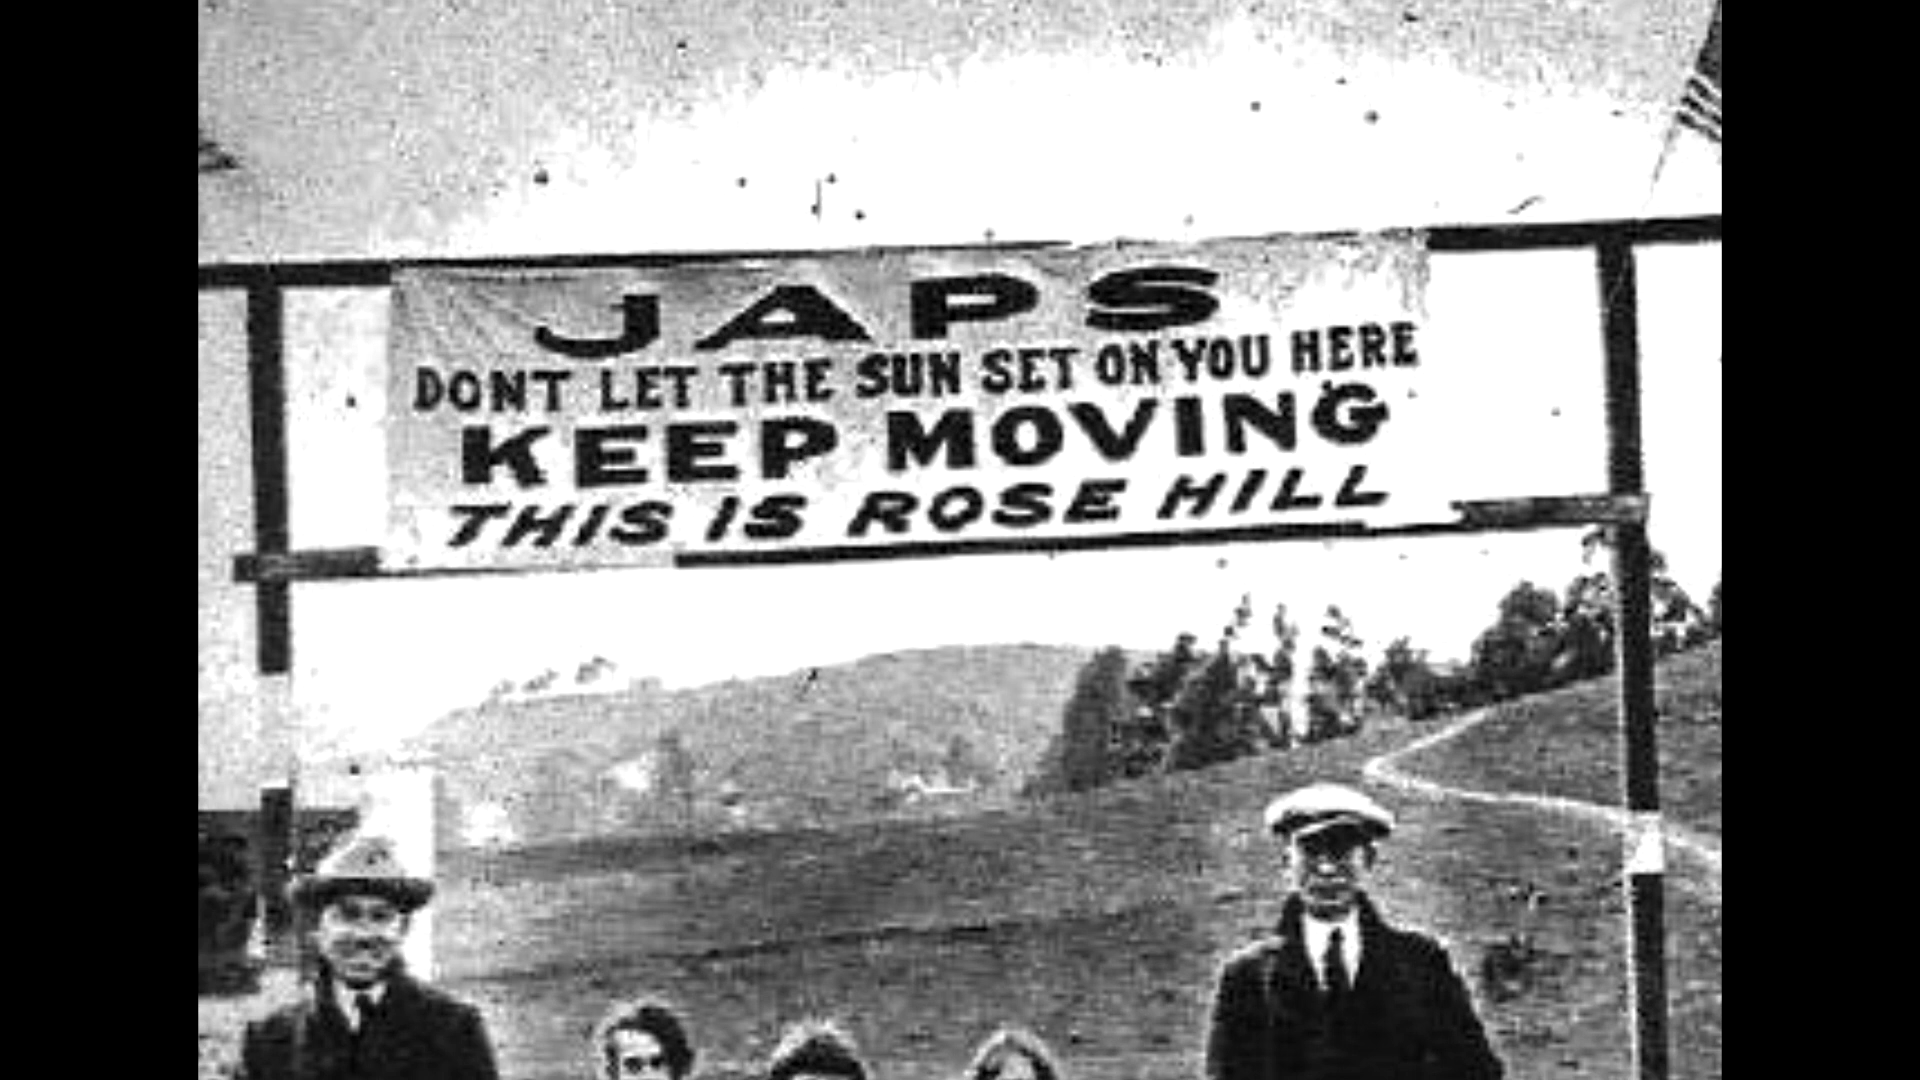 JAPS
DONT LET THE SUN SET ON YOU HERE
KEEP MOVING
THIS IS ROSE HILL